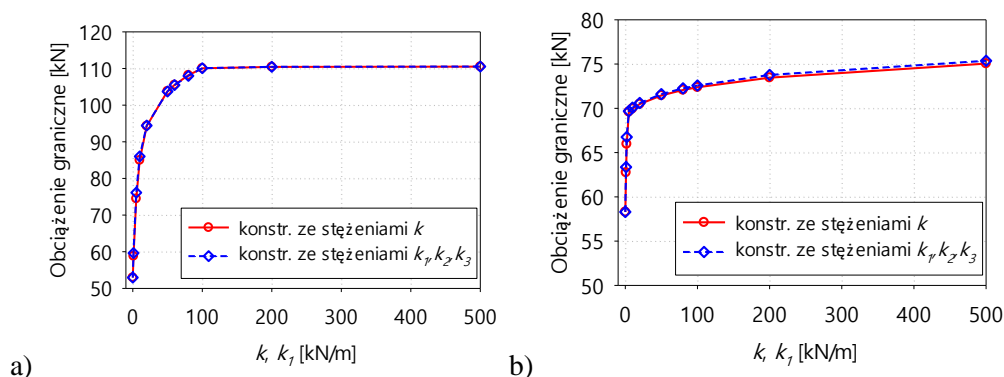 Obciążenie graniczne [kN]
120
110
100
90
80
70
60
50
konstr. ze stężeniami k
konstr. ze stężeniami k1, k2, k3
0 100 200 300 400 500
k, k1 [kN/m]
a)
Obciążenie graniczne [kN]
80
75
70
65
60
55
50
konstr. ze stężeniami k
konstr. ze stężeniami k1, k2, k3
0 100 200 300 400 500
k, k1 [kN/m]
b)